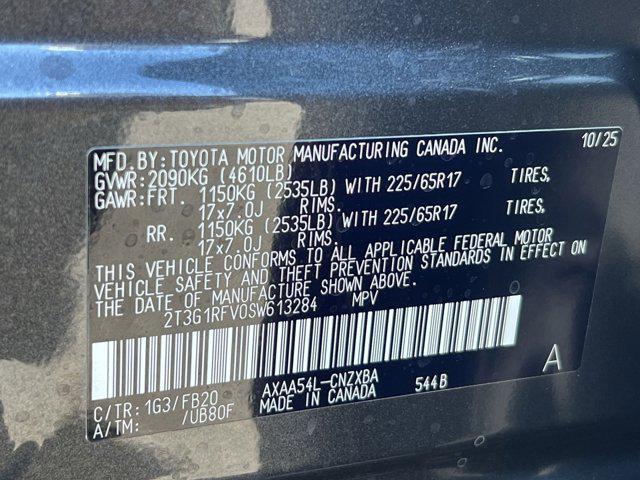 MFD.BY:TOYOTA MOTOR MANUFACTURING CANADA INC. 10/25
GVWR:2090KG (4610LB)
GAWR:FRT. 1150KG (2535LB) WITH 225/65R17 TIRES,
17x7.0J RIMS.
RR. 1150KG (2535LB) WITH 225/65R17 TIRES,
17x7.0J RIMS.
THIS VEHICLE CONFORMS TO ALL APPLICABLE FEDERAL MOTOR
VEHICLE SAFETY AND THEFT PREVENTION STANDARDS IN EFFECT ON
THE DATE OF MANUFACTURE SHOWN ABOVE.
2T3G1RFV0SW613284 MPV
A
C/TR:1G3/FB20 AXAA54L-CNZXBA 544B
A/TM: /UB80F MADE IN CANADA